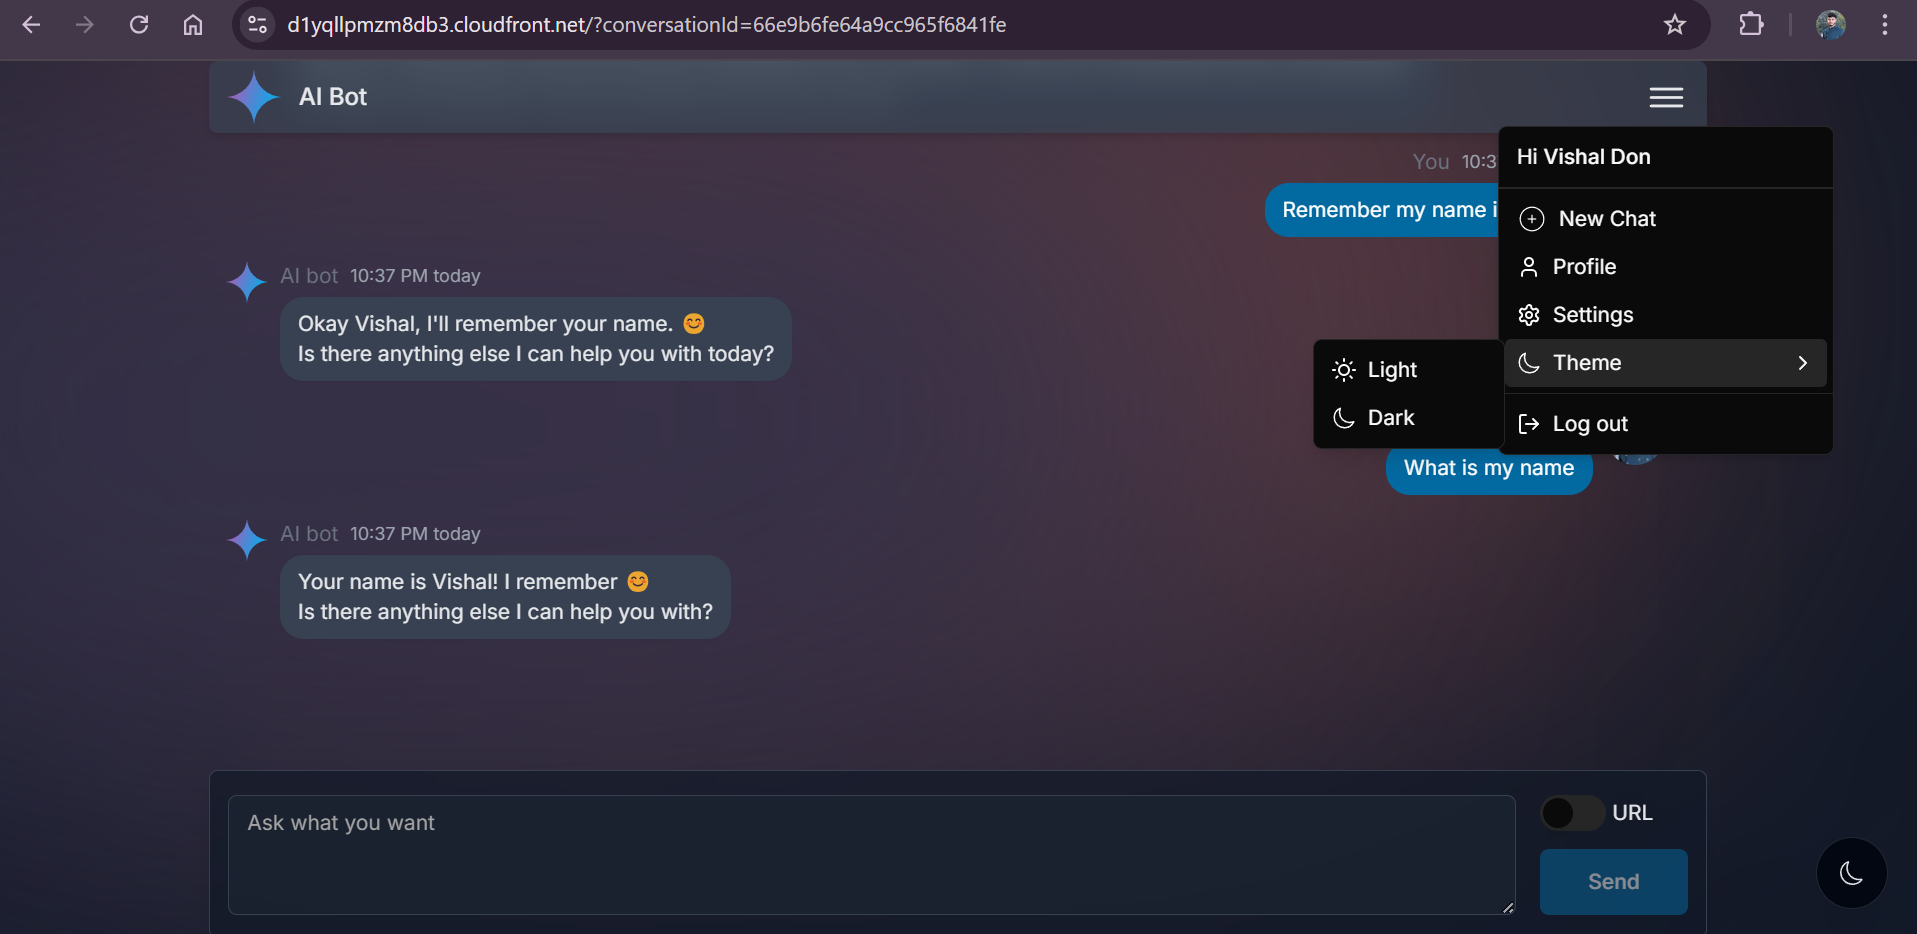 d1yqllpmzm8db3.cloudfront.net/?conversationId=66e9b6fe64a9cc965f6841fe
AI Bot
Hi Vishal Don
New Chat
Profile
Settings
Theme
Log out
Light
Dark
You 10:3
Remember my name i
AI bot 10:37 PM today
Okay Vishal, I'll remember your name. 😊
Is there anything else I can help you with today?
What is my name
AI bot 10:37 PM today
Your name is Vishal! I remember 😊
Is there anything else I can help you with?
Ask what you want
URL
Send